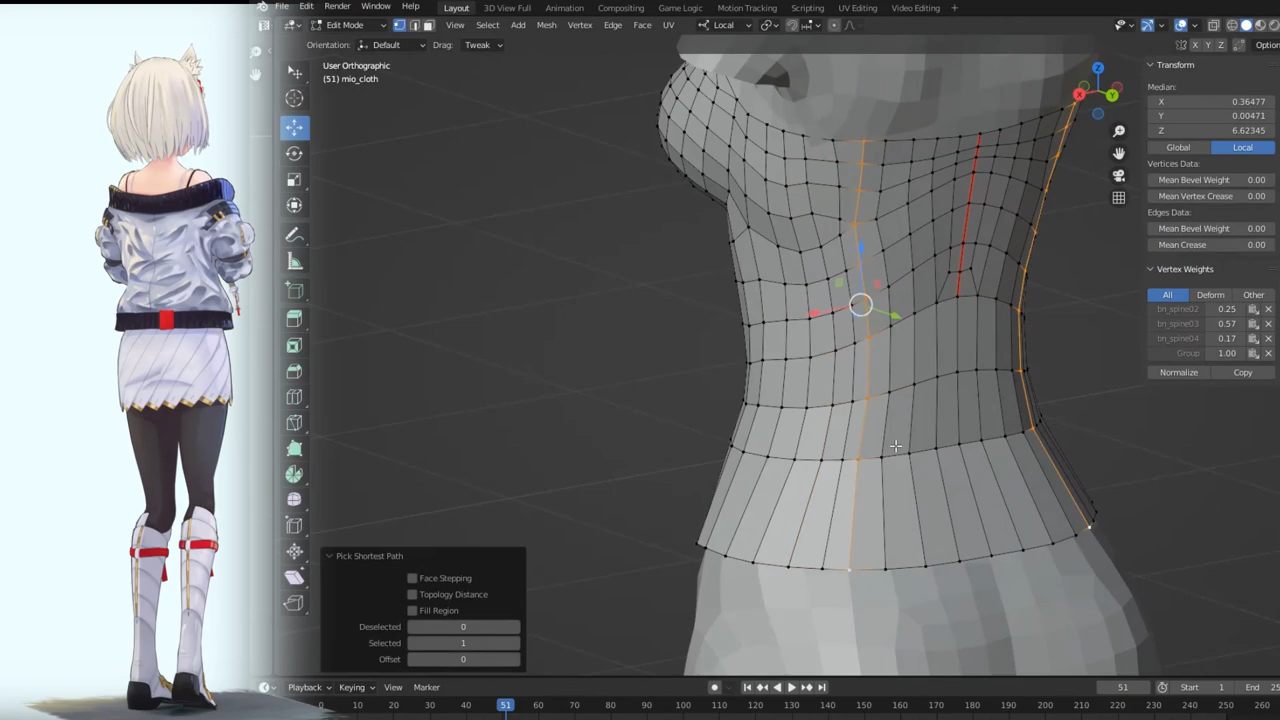 File Edit Render Window Help Layout 3D View Full Animation Compositing Game Logic Motion Tracking Scripting UV Editing Video Editing
Edit Mode View Select Add Mesh Vertex Edge Face UV Local
Orientation: Default Drag: Tweak X Y Z Optio
User Orthographic
(51) mio_cloth
Z
X
Y
Transform
Median:
X 0.36477
Y 0.00471
Z 6.62345
Global Local
Vertices Data:
Mean Bevel Weight 0.00
Mean Vertex Crease 0.00
Edges Data:
Mean Bevel Weight 0.00
Mean Crease 0.00
Vertex Weights
All Deform Other
bn_spine02 0.25
bn_spine03 0.57
bn_spine04 0.17
Group 1.00
Normalize Copy
Pick Shortest Path
Face Stepping
Topology Distance
Fill Region
Deselected 0
Selected 1
Offset 0
Playback Keying View Marker 51 Start 1 End 25
0 10 20 30 40 51 60 70 80 90 100 110 120 130 140 150 160 170 180 190 200 210 220 230 260